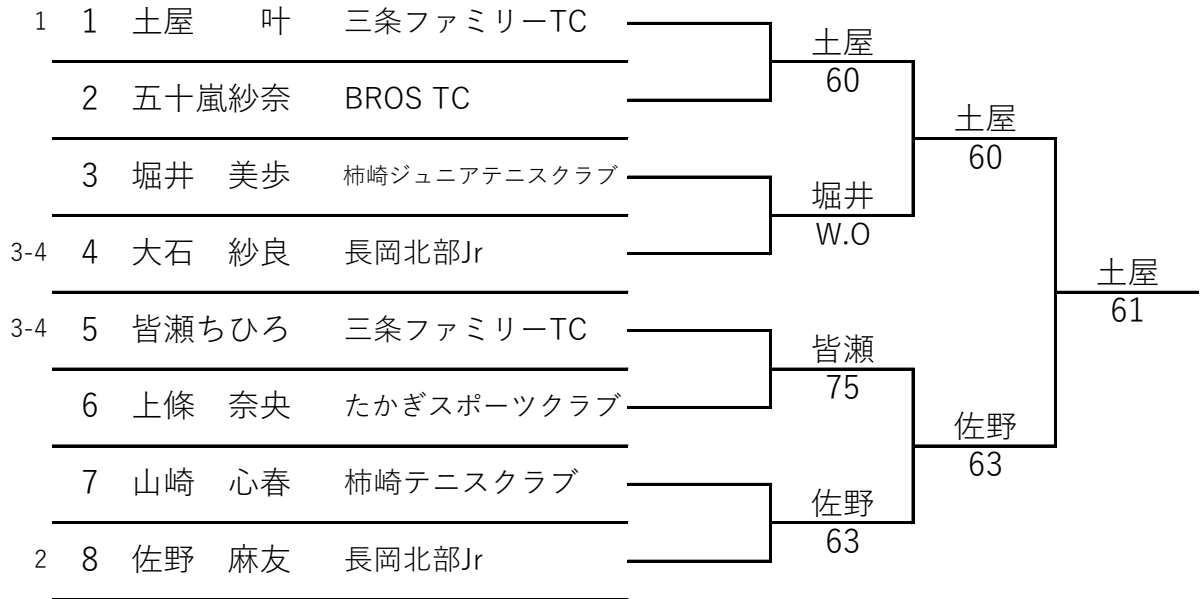 1 1 土屋　　叶 三条ファミリーTC
2 五十嵐紗奈 BROS TC
3 堀井　美歩 柿崎ジュニアテニスクラブ
3-4 4 大石　紗良 長岡北部Jr
3-4 5 皆瀬ちひろ 三条ファミリーTC
6 上條　奈央 たかぎスポーツクラブ
7 山崎　心春 柿崎テニスクラブ
2 8 佐野　麻友 長岡北部Jr
土屋
60
堀井
W.O
皆瀬
75
佐野
63
土屋
60
佐野
63
土屋
61